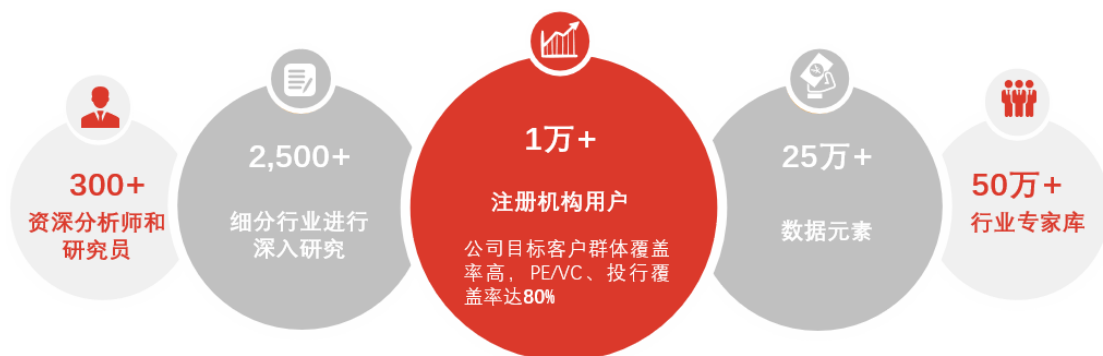 300+
资深分析师和
研究员
2,500+
细分行业进行
深入研究
1万+
注册机构用户
公司目标客户群体覆盖
率高，PE/VC、投行覆
盖率达80%
25万+
数据元素
50万+
行业专家库